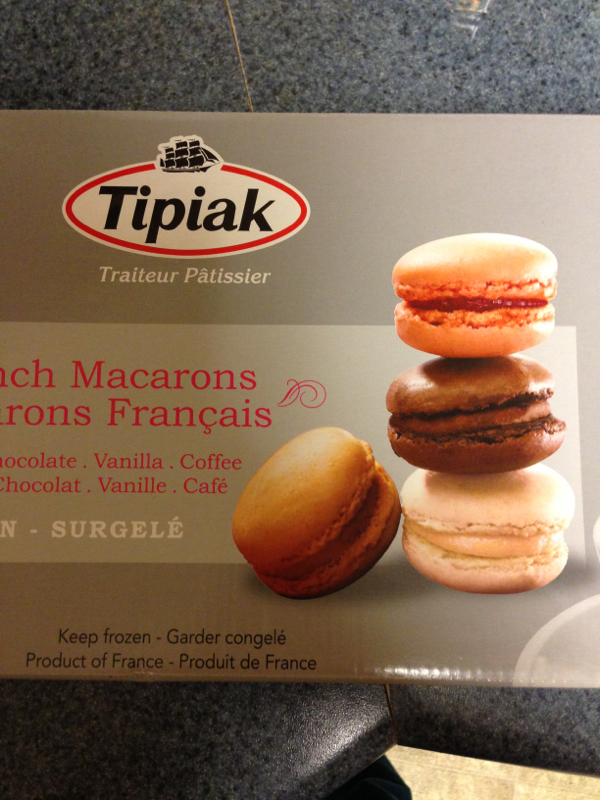 Tipiak
Traiteur Pâtissier
nch Macarons
arons Français
hocolate . Vanilla . Coffee
Chocolat . Vanille . Café
N - SURGELÉ
Keep frozen - Garder congelé
Product of France - Produit de France